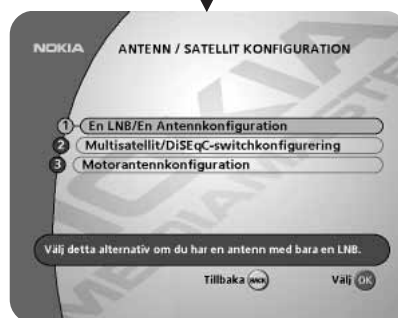 NOKIA
ANTENN / SATELLIT KONFIGURATION
1 En LNB/En Antennkonfiguration
2 Multisatellit/DiSEqC-switchkonfigurering
3 Motorantennkonfiguration
Välj detta alternativ om du har en antenn med bara en LNB.
Tillbaka BACK Välj OK